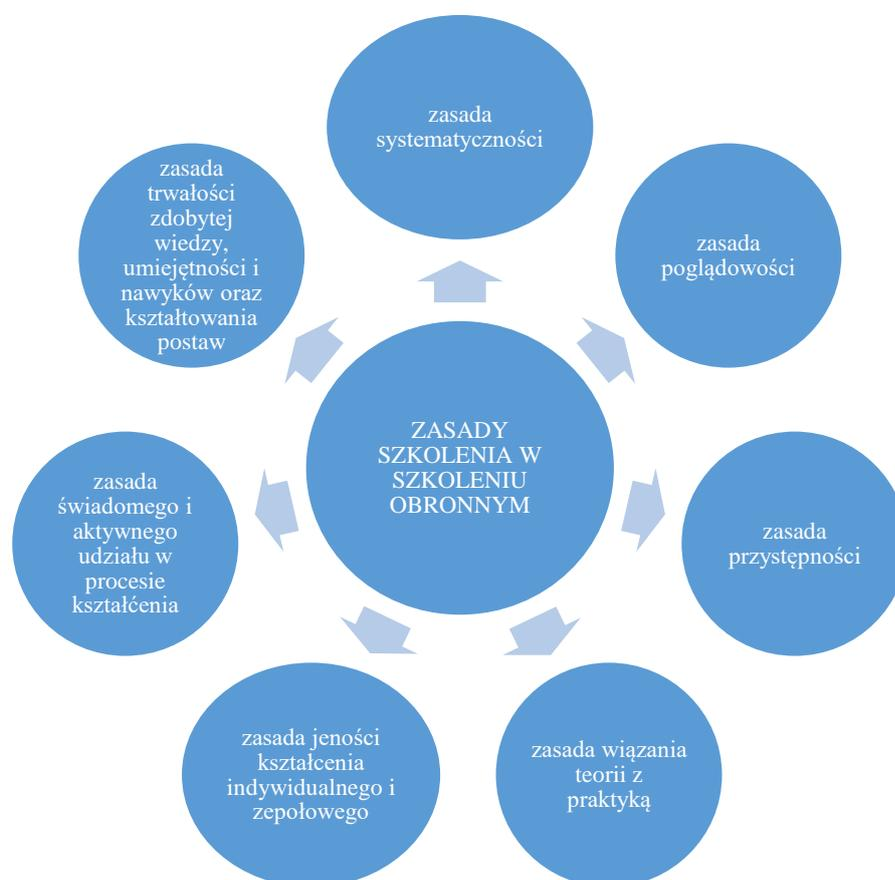 zasada
systematyczności
zasada
poglądowości
zasada
przystępności
zasada wiązania
teorii z
praktyką
zasada jeności
kształcenia
indywidualnego i
zepołowego
zasada
świadomego i
aktywnego
udziału w
procesie
kształćenia
zasada
trwałości
zdobytej
wiedzy,
umiejętności i
nawyków oraz
kształtowania
postaw
ZASADY
SZKOLENIA W
SZKOLENIU
OBRONNYM